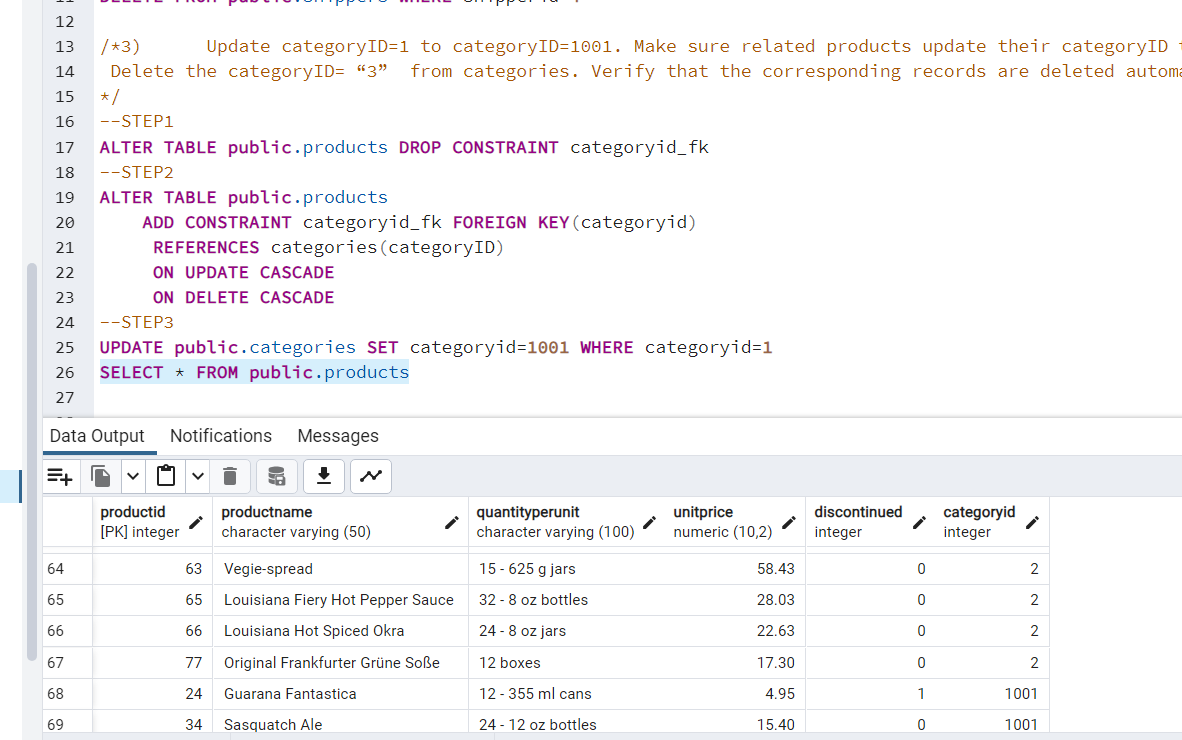 12
13 /*3) Update categoryID=1 to categoryID=1001. Make sure related products update their categoryID
14 Delete the categoryID= “3” from categories. Verify that the corresponding records are deleted
15 */
16 --STEP1
17 ALTER TABLE public.products DROP CONSTRAINT categoryid_fk
18 --STEP2
19 ALTER TABLE public.products
20 ADD CONSTRAINT categoryid_fk FOREIGN KEY(categoryid)
21 REFERENCES categories(categoryID)
22 ON UPDATE CASCADE
23 ON DELETE CASCADE
24 --STEP3
25 UPDATE public.categories SET categoryid=1001 WHERE categoryid=1
26 SELECT * FROM public.products
27
Data Output Notifications Messages
productid productname quantityperunit unitprice discontinued categoryid
[PK] integer character varying (50) character varying (100) numeric (10,2) integer integer
64 63 Vegie-spread 15 - 625 g jars 58.43 0 2
65 65 Louisiana Fiery Hot Pepper Sauce 32 - 8 oz bottles 28.03 0 2
66 66 Louisiana Hot Spiced Okra 24 - 8 oz jars 22.63 0 2
67 77 Original Frankfurter Grüne Soße 12 boxes 17.30 0 2
68 24 Guarana Fantastica 12 - 355 ml cans 4.95 1 1001
69 34 Sasquatch Ale 24 - 12 oz bottles 15.40 0 1001